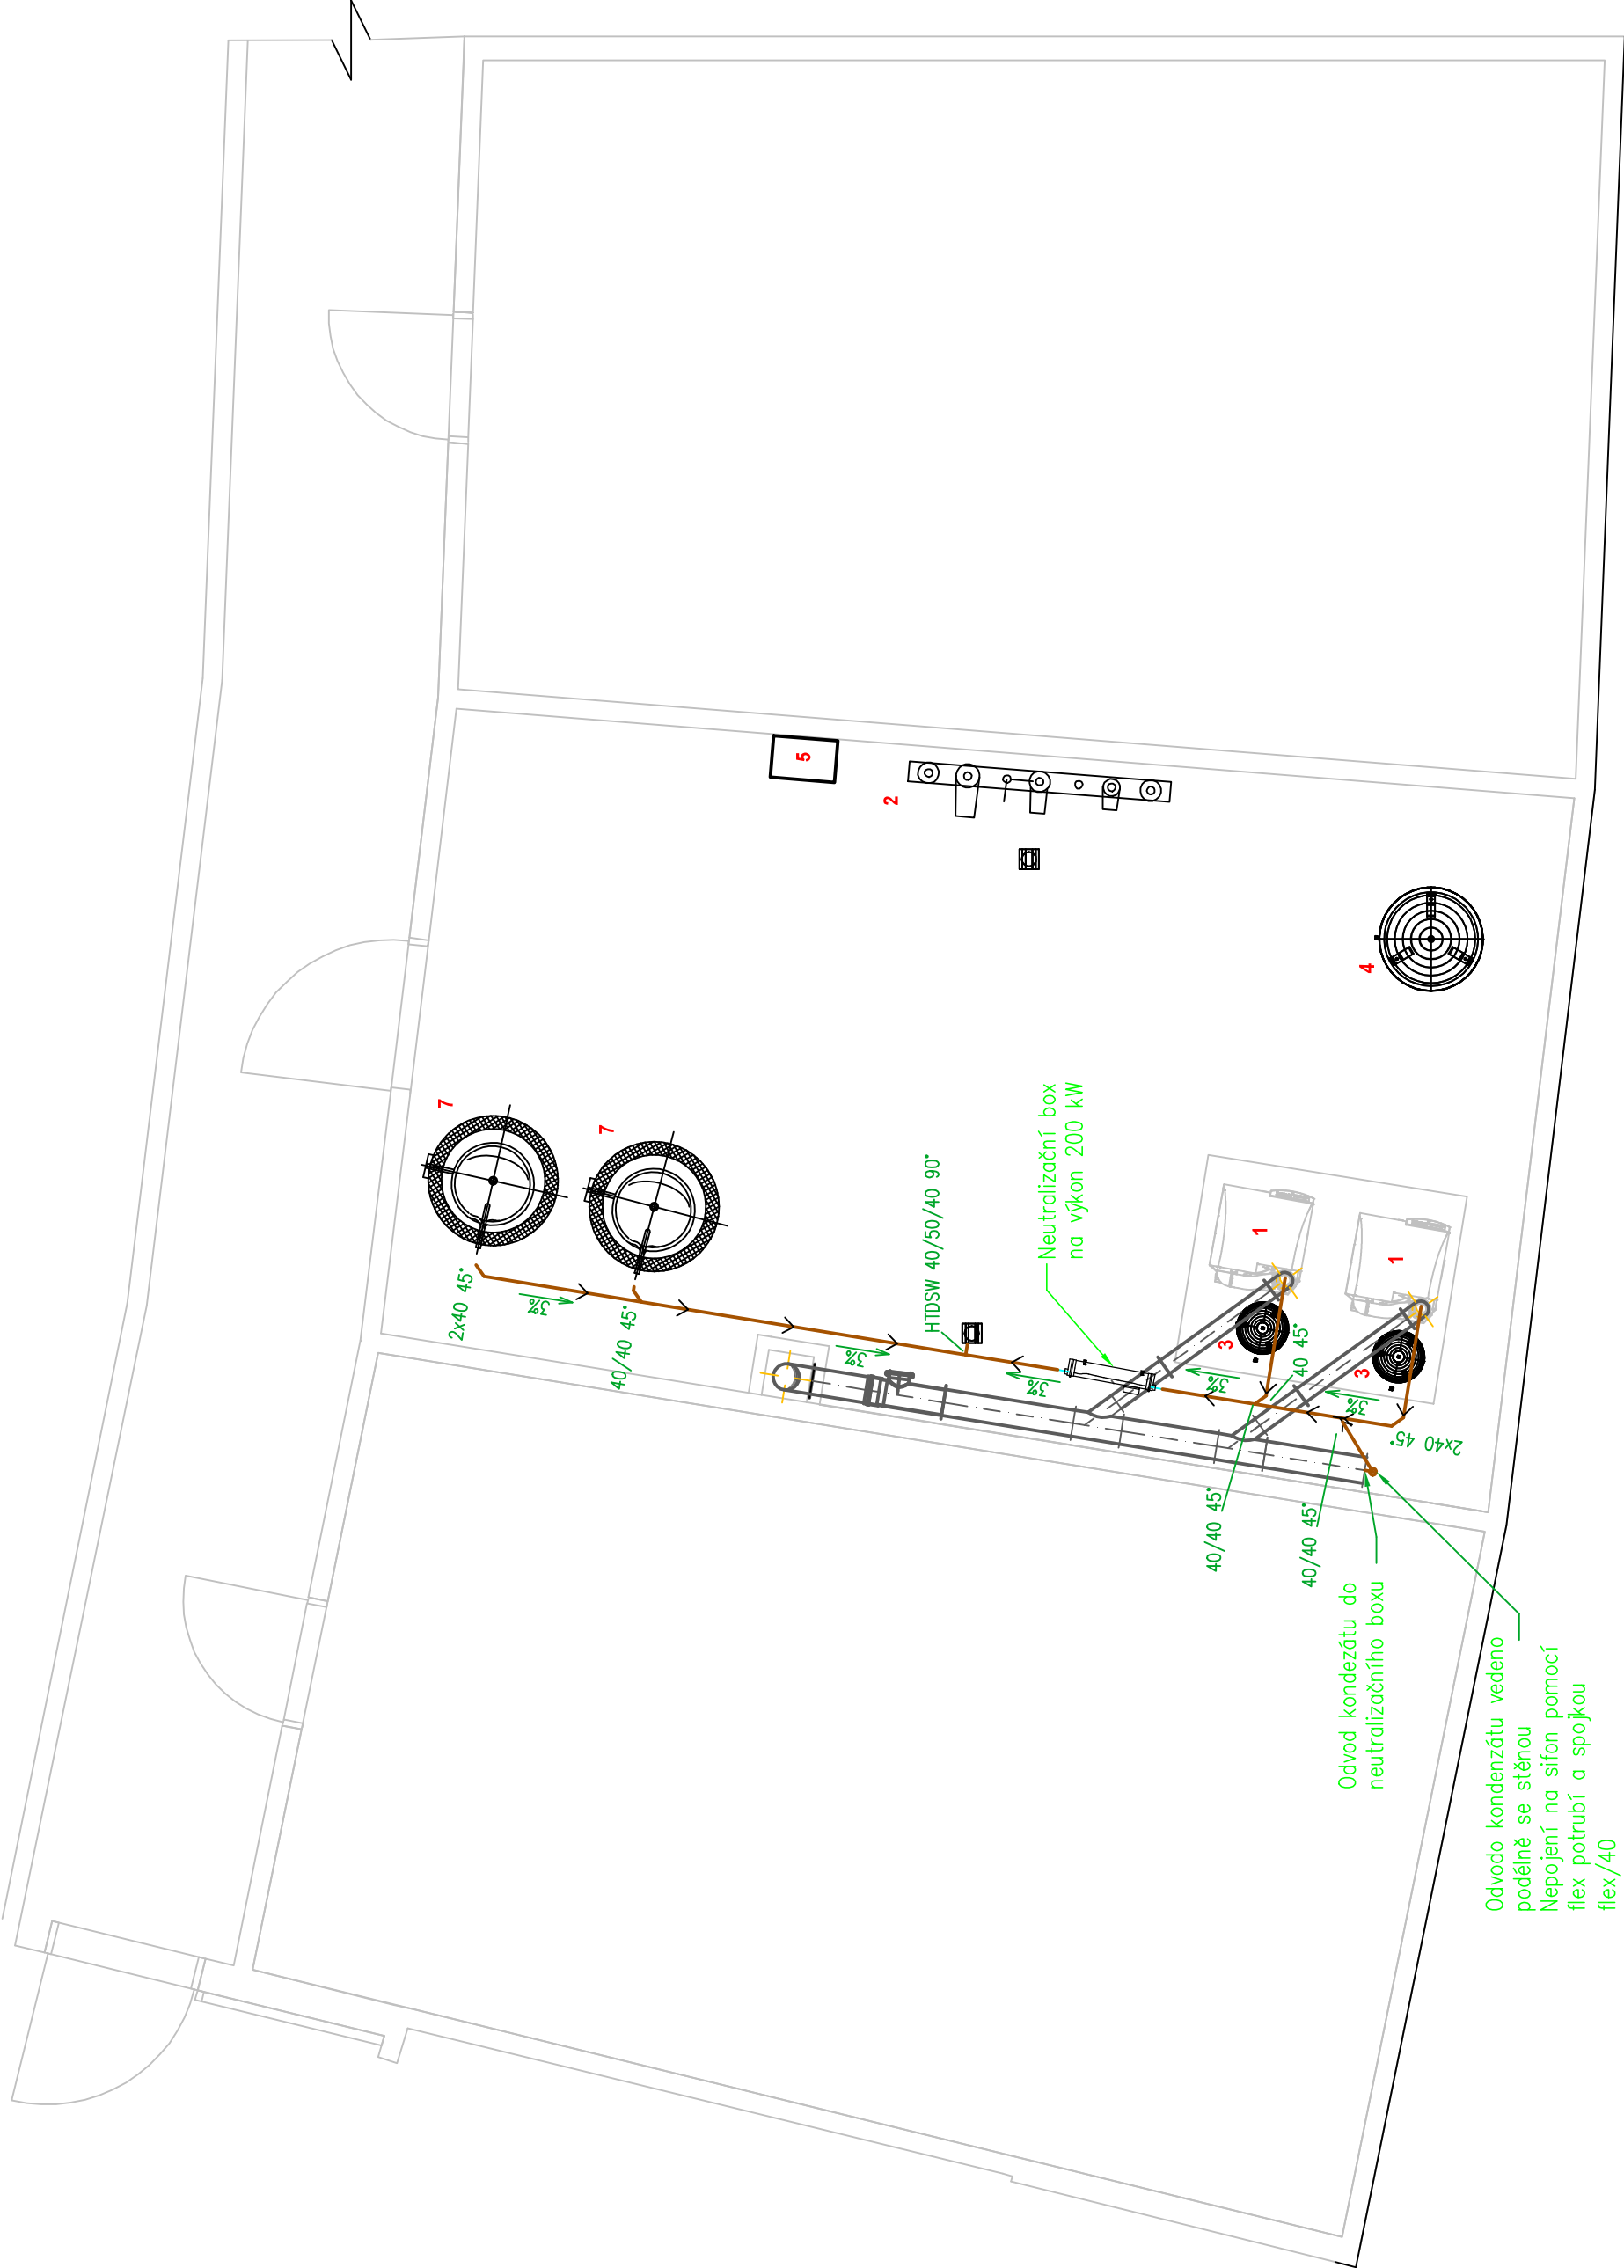 5
2
4
7
7
Neutralizační box
na výkon 200 kW
HTDSW 40/50/40 90°
1
1
3
3
2x40 45°
3%
40/40 45°
3%
3%
3%
40 45°
3%
2x40 45°
40/40 45°
40/40 45°
Odvod kondezátu do
neutralizačního boxu
Odvodo kondenzátu vedeno
podélně se stěnou
Nepojení na sifon pomocí
flex potrubí a spojkou
flex/40